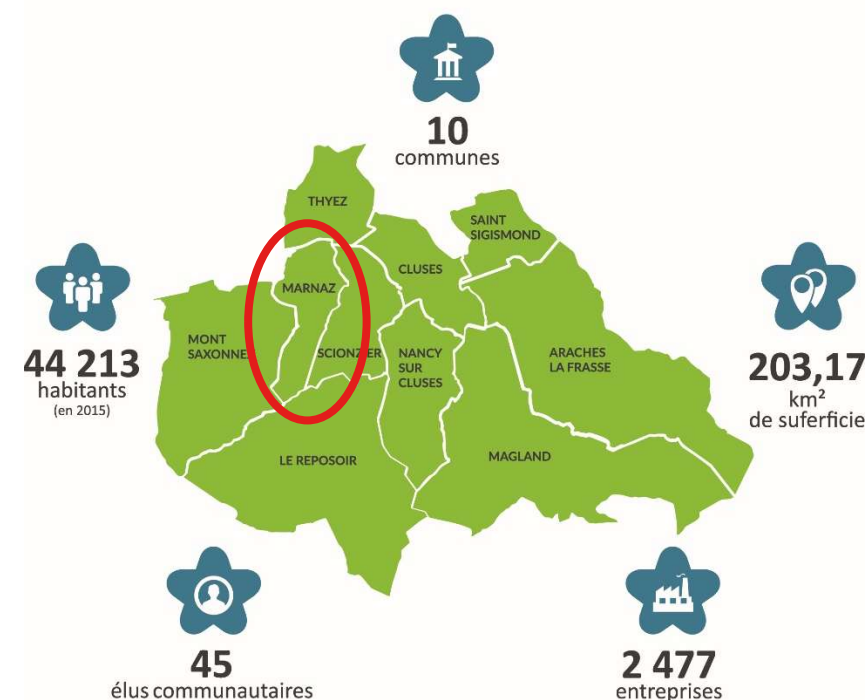 10
communes
THYEZ
SAINT
SIGISMOND
CLUSES
MARNAZ
44 213
habitants
(en 2015)
MONT
SAXONNE
SCIONZIER
NANCY
SUR
CLUSES
ARACHES
LA FRASSE
203,17
km²
de suferficie
LE REPOSOIR
MAGLAND
45
élus communautaires
2 477
entreprises